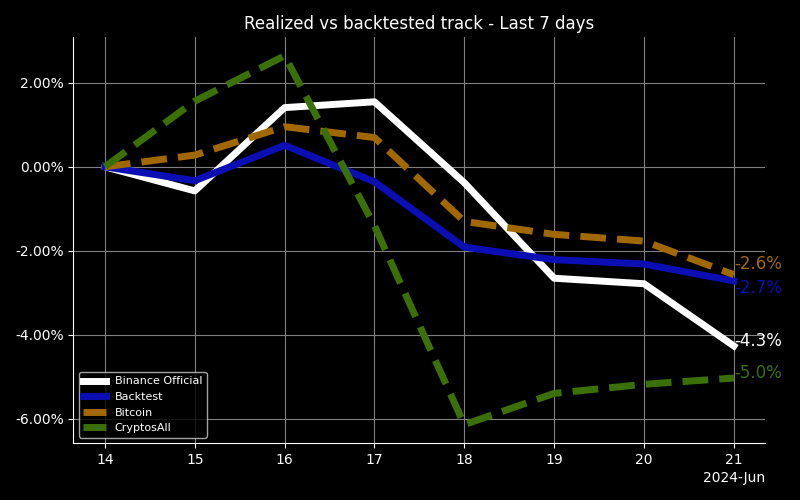 Realized vs backtested track - Last 7 days
2.00%
0.00%
-2.00%
-4.00%
-6.00%
-2.6%
-2.7%
-4.3%
-5.0%
Binance Official
Backtest
Bitcoin
CryptosAll
14 15 16 17 18 19 20 21
2024-Jun